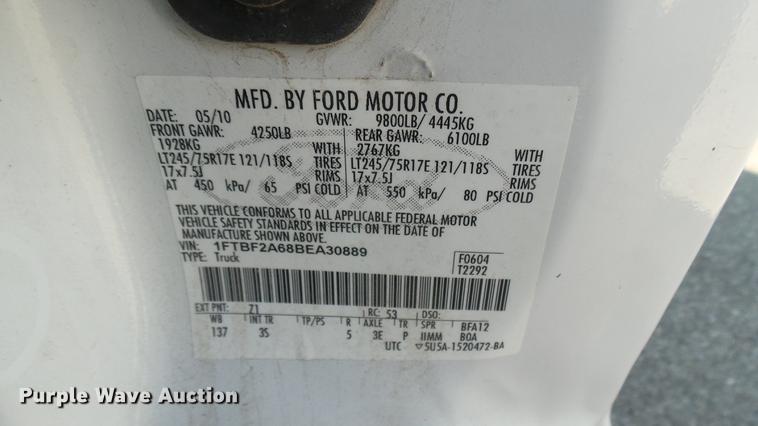 MFD. BY FORD MOTOR CO.
DATE: 05/10 GVWR: 9800LB/ 4445KG
FRONT GAWR: 4250LB REAR GAWR: 6100LB
1928KG WITH 2767KG WITH
LT245/75R17E 121/118S TIRES LT245/75R17E 121/118S TIRES
17x7.5J RIMS 17x7.5J RIMS
AT 450 kPa/ 65 PSI COLD AT 550 kPa/ 80 PSI COLD
Ford
THIS VEHICLE CONFORMS TO ALL APPLICABLE FEDERAL MOTOR
VEHICLE SAFETY STANDARDS IN EFFECT ON THE DATE OF
MANUFACTURE SHOWN ABOVE.
VIN: 1FTBF2A68BEA30889 F0604
TYPE: Truck T2292
EXT PNT: Z1 RC: 53 DSO:
WB INT TR TP/PS R AXLE TR SPR BFA12
137 3S 5 3E P IIMM BQA
UTC ▽5U5A-1520472-BA
Purple Wave Auction